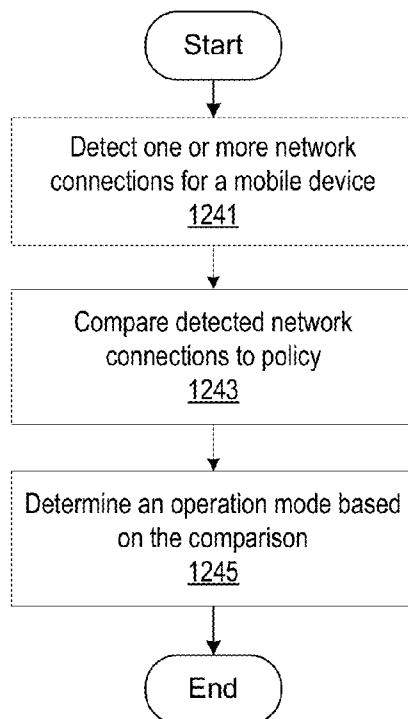 Start
Detect one or more network
connections for a mobile device
1241
Compare detected network
connections to policy
1243
Determine an operation mode based
on the comparison
1245
End